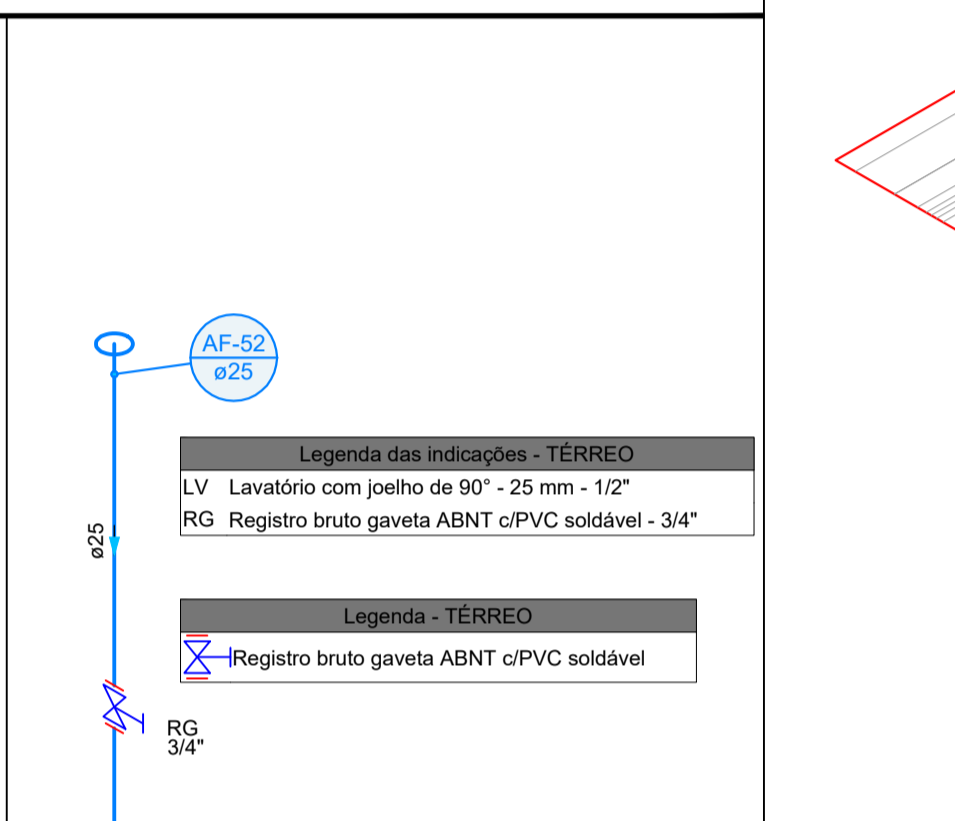 AF-52
ø25
Legenda das indicações - TÉRREO
LV Lavatório com joelho de 90° - 25 mm - 1/2"
RG Registro bruto gaveta ABNT c/PVC soldável - 3/4"
ø25
Legenda - TÉRREO
Registro bruto gaveta ABNT c/PVC soldável
RG
3/4"